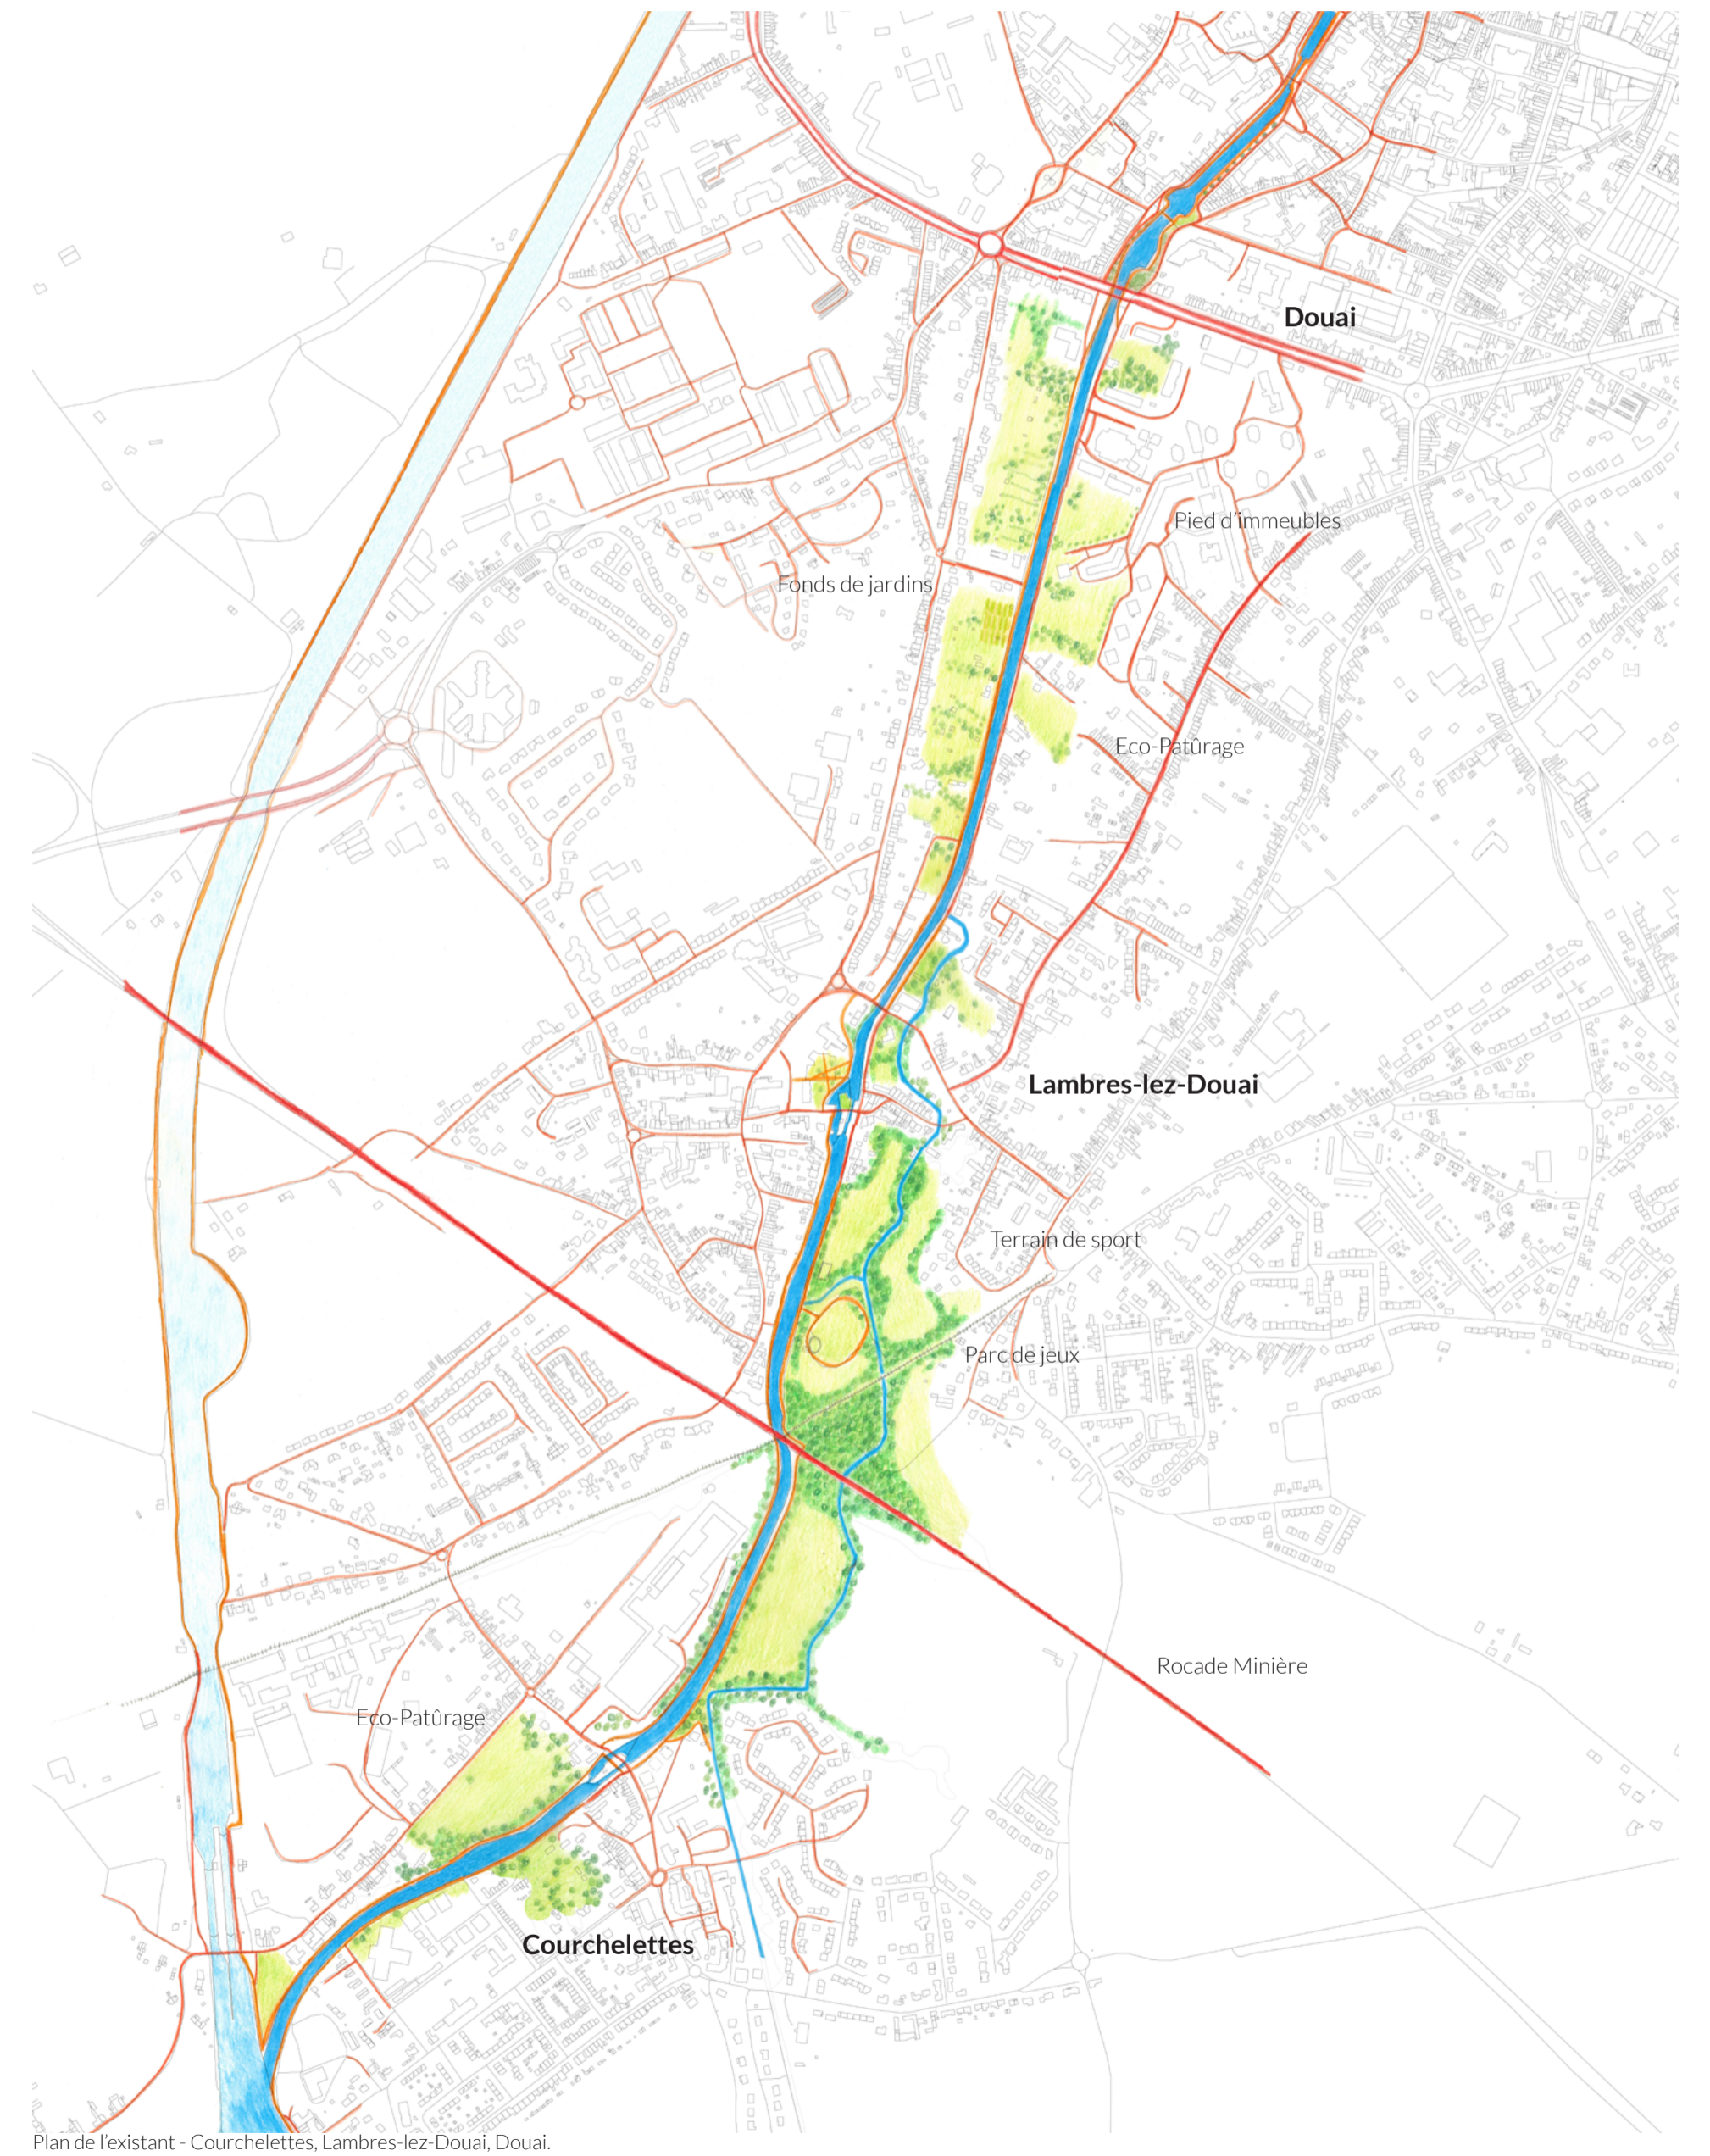 Douai
Pied d'immeubles
Fonds de jardins
Eco-Patûrage
Lambres-lez-Douai
Terrain de sport
Parc de jeux
Rocade Minière
Eco-Patûrage
Courchelettes
Plan de l'existant - Courchelettes, Lambres-lez-Douai, Douai.